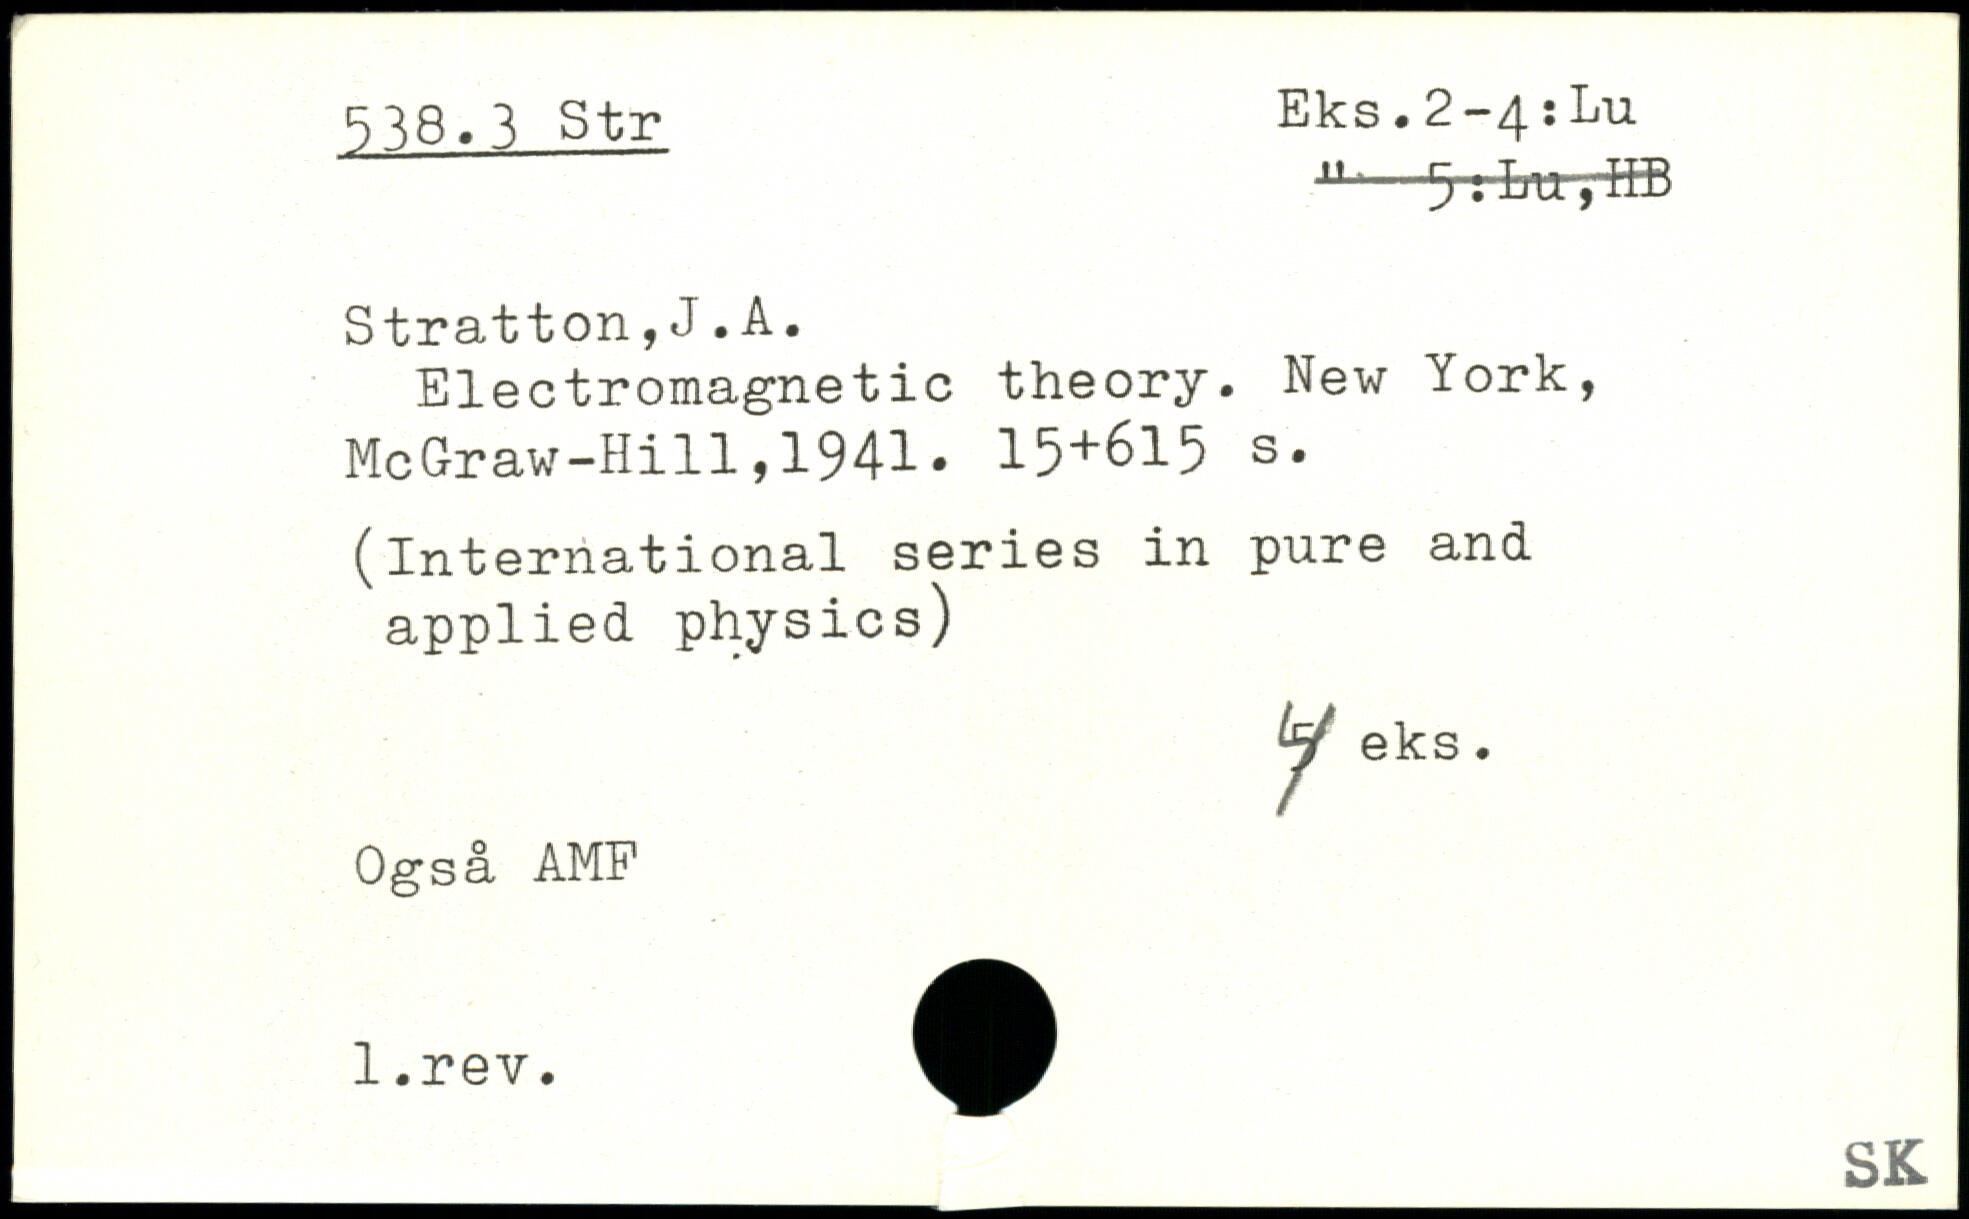 538.3 Str
Eks.2-4:Lu
" 5:Lu,HB
Stratton,J.A.
Electromagnetic theory. New York,
McGraw-Hill,1941. 15+615 s.
(International series in pure and
applied physics)
4 eks.
Også AMF
1.rev.
SK